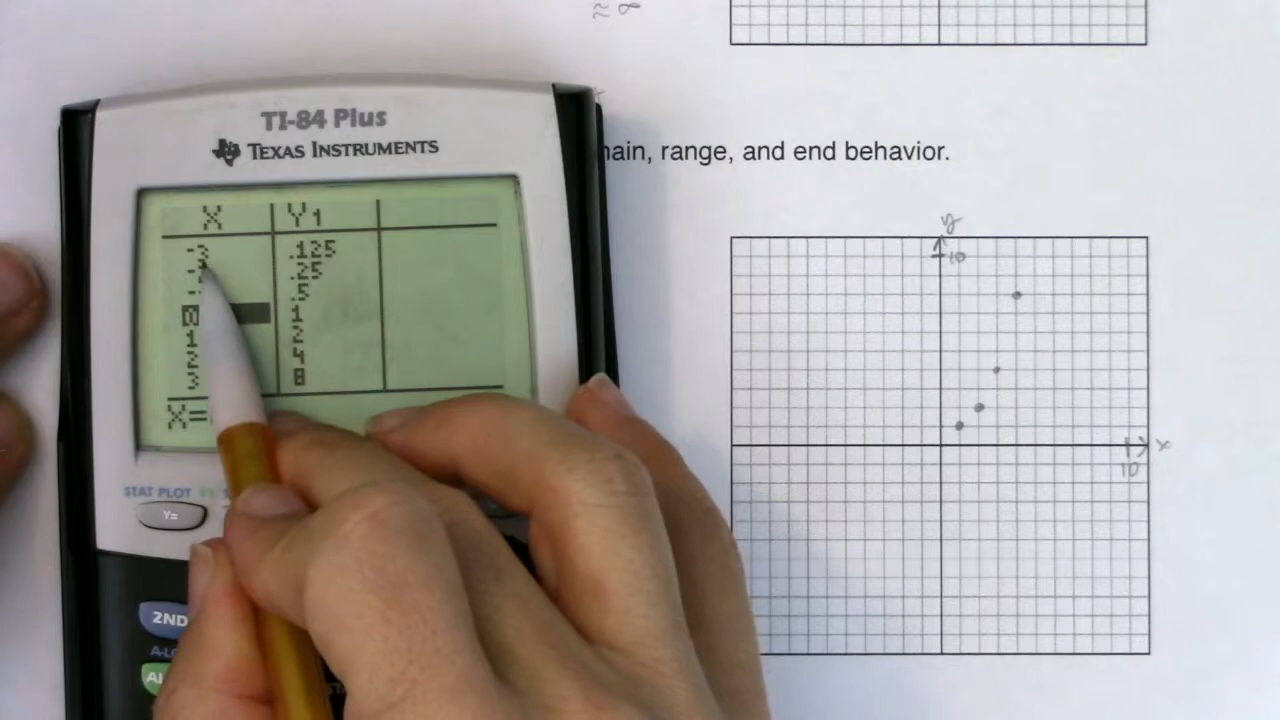 ≈ ∞
TI-84 Plus
TEXAS INSTRUMENTS
range, and end behavior.
X Y1
-3 .125
.25
.5
0 1
1 2
2 4
3 8
X=
y
10
x
10
STAT PLOT
Y=
2ND